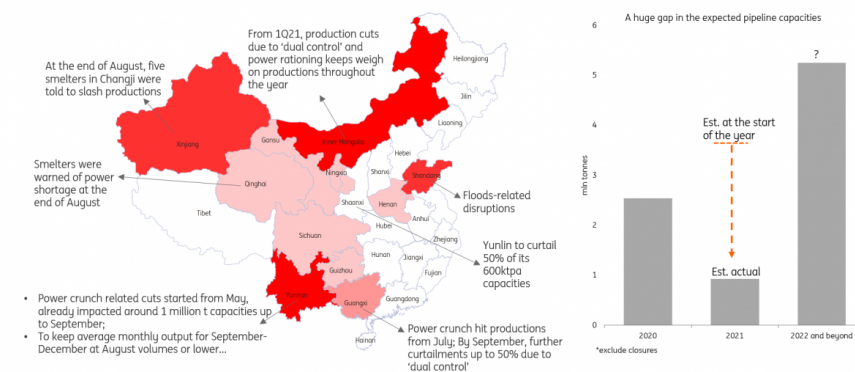 From 1Q21, production cuts
due to 'dual control' and
power rationing keeps weigh
on productions throughout
the year
At the end of August, five
smelters in Changji were
told to slash productions
Smelters were
warned of power
shortage at the
end of August
Heilongjiang
Jilin
Liaoning
Xinjiang
Gansu
Inner Mongolia
Hebei
Ningxia
Shanxi
Shandong
Qinghai
Shaanxi
Henan
Tibet
Hubei
Anhui
Sichuan
Zhejiang
Hunan
Jiangxi
Guizhou
Fujian
Yunnan
Guangxi
Guangdong
Hainan
Floods-related
disruptions
Yunlin to curtail
50% of its
600ktpa
capacities
• Power crunch related cuts started from May,
already impacted around 1 million t capacities up
to September;
• To keep average monthly output for September-
December at August volumes or lower...
Power crunch hit productions
from July; By September, further
curtailments up to 50% due to
'dual control'
A huge gap in the expected pipeline capacities
mln tonnes
6
5
4
3
2
1
0
?
Est. at the start
of the year
Est. actual
2020
2021
2022 and beyond
*exclude closures